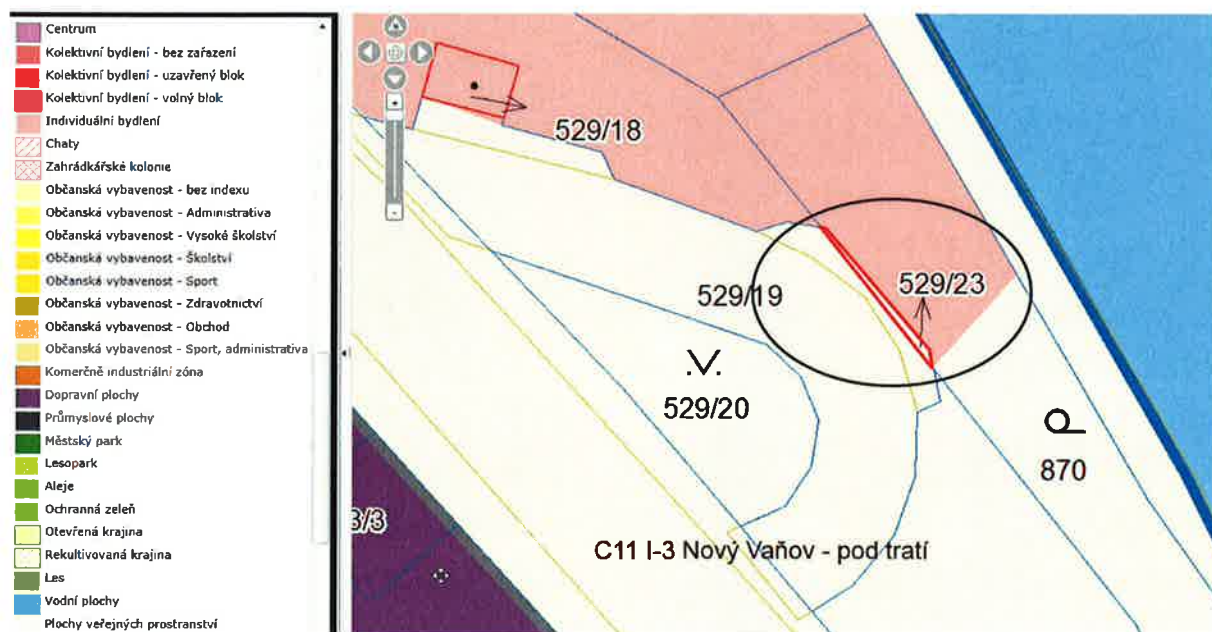 Centrum
Kolektivní bydlení - bez zařazení
Kolektivní bydlení - uzavřený blok
Kolektivní bydlení - volný blok
Individuální bydlení
Chaty
Zahrádkářské kolonie
Občanská vybavenost - bez indexu
Občanská vybavenost - Administrativa
Občanská vybavenost - Vysoké školství
Občanská vybavenost - Školství
Občanská vybavenost - Sport
Občanská vybavenost - Zdravotnictví
Občanská vybavenost - Obchod
Občanská vybavenost - Sport, administrativa
Komerčně industriální zóna
Dopravní plochy
Průmyslové plochy
Městský park
Lesopark
Aleje
Ochranná zeleň
Otevřená krajina
Rekultivovaná krajina
Les
Vodní plochy
Plochy veřejných prostranství
529/18
529/23
529/19
529/20
870
3/3
C11 I-3 Nový Vaňov - pod tratí